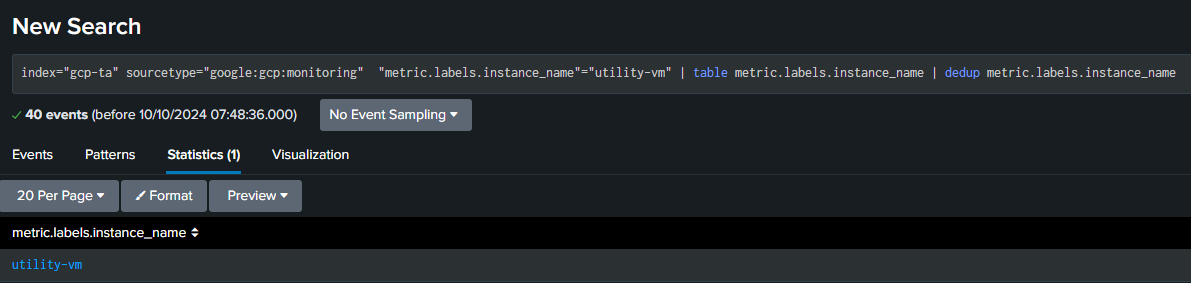 New Search
index="gcp-ta" sourcetype="google:gcp:monitoring"  "metric.labels.instance_name"="utility-vm" | table metric.labels.instance_name | dedup metric.labels.instance_name
✓ 40 events (before 10/10/2024 07:48:36.000) No Event Sampling
Events Patterns Statistics (1) Visualization
20 Per Page Format Preview
metric.labels.instance_name
utility-vm